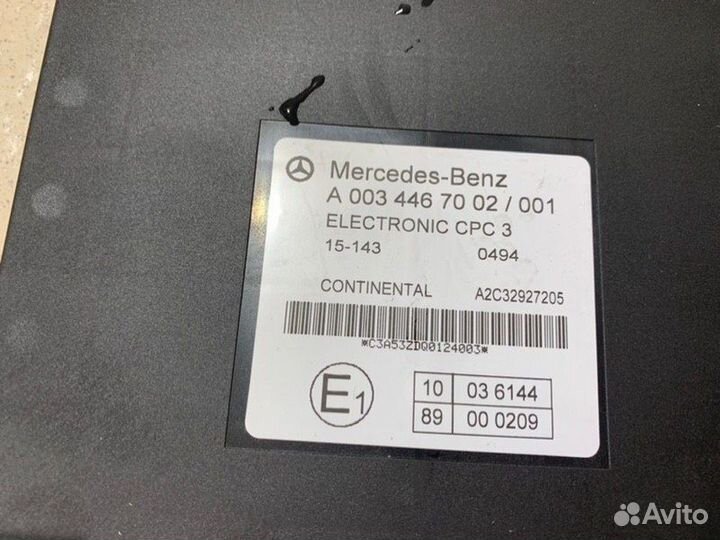 Mercedes-Benz
A 003 446 70 02 / 001
ELECTRONIC CPC 3
15-143 0494
CONTINENTAL A2C32927205
*C3A53ZDQ0124003*
E1
10 03 6144
89 00 0209
Avito